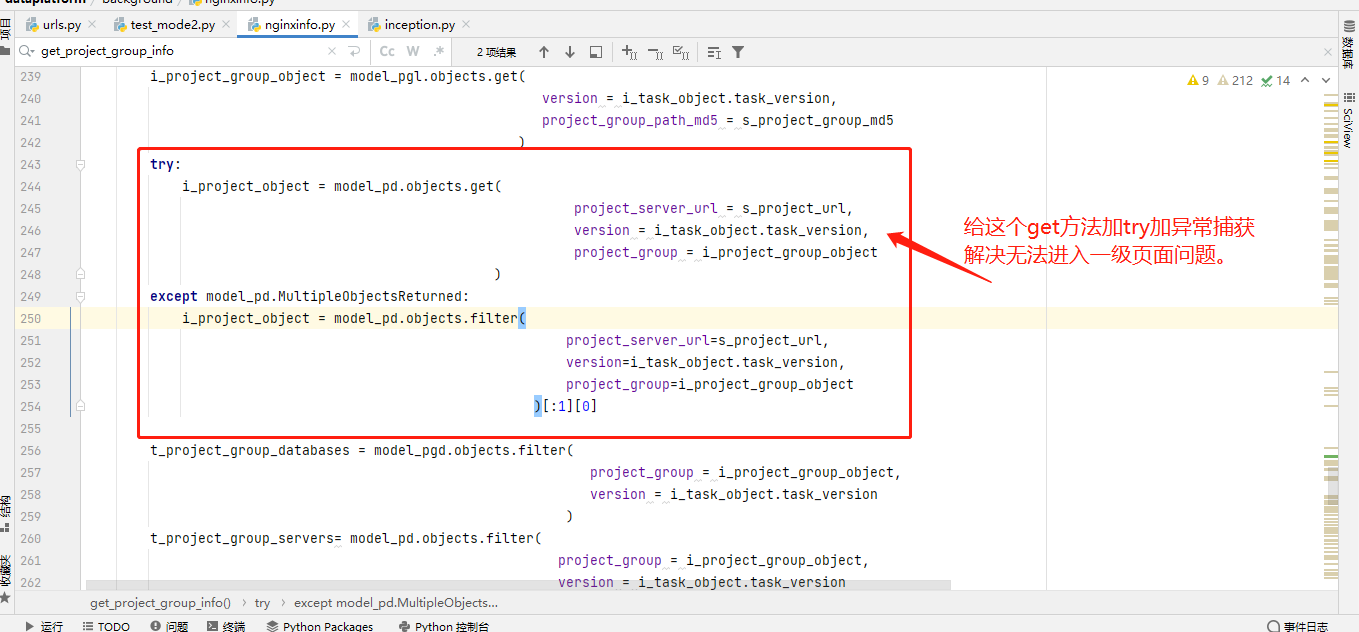 dataplatform / background / nginxinfo.py
urls.py test_mode2.py nginxinfo.py inception.py
项目
get_project_group_info Cc W .* 2 项结果
数据库
SciView
9 212 14
239 i_project_group_object = model_pgl.objects.get(
240 version = i_task_object.task_version,
241 project_group_path_md5 = s_project_group_md5
242 )
243 try:
244 i_project_object = model_pd.objects.get(
245 project_server_url = s_project_url,
246 version = i_task_object.task_version,
247 project_group = i_project_group_object
248 )
249 except model_pd.MultipleObjectsReturned:
250 i_project_object = model_pd.objects.filter(
251 project_server_url=s_project_url,
252 version=i_task_object.task_version,
253 project_group=i_project_group_object
254 )[:1][0]
255
256 t_project_group_databases = model_pgd.objects.filter(
257 project_group = i_project_group_object,
258 version = i_task_object.task_version
259 )
260 t_project_group_servers= model_pd.objects.filter(
261 project_group = i_project_group_object,
262 version = i_task_object.task_version
给这个get方法加try加异常捕获
解决无法进入一级页面问题。
结构
收藏夹
get_project_group_info() › try › except model_pd.MultipleObjects...
运行 TODO 问题 终端 Python Packages Python 控制台 事件日志